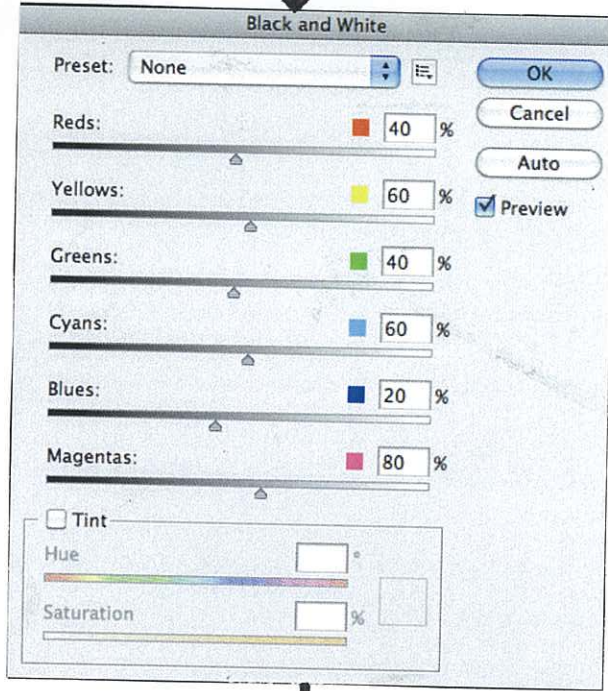 Black and White
Preset: None
OK
Cancel
Auto
Preview
Reds: 40 %
Yellows: 60 %
Greens: 40 %
Cyans: 60 %
Blues: 20 %
Magentas: 80 %
Tint
Hue °
Saturation %